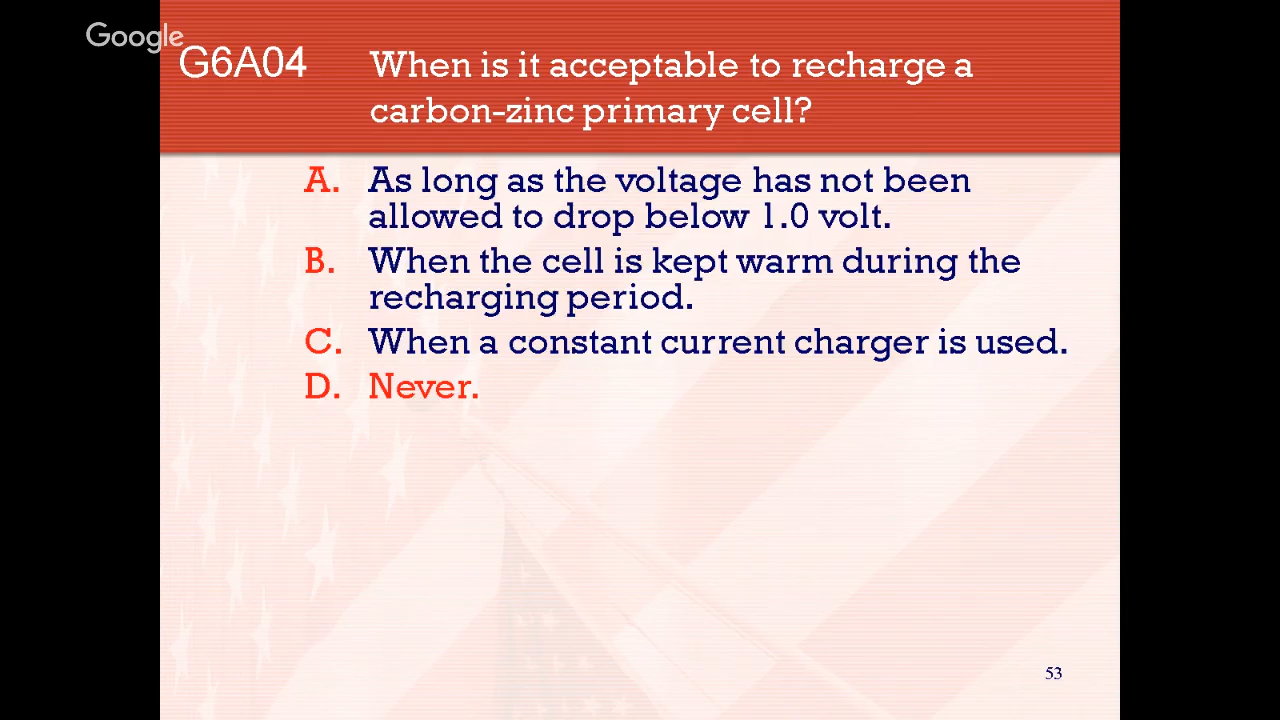 Google
G6A04 When is it acceptable to recharge a
carbon-zinc primary cell?
A. As long as the voltage has not been
allowed to drop below 1.0 volt.
B. When the cell is kept warm during the
recharging period.
C. When a constant current charger is used.
D. Never.
53